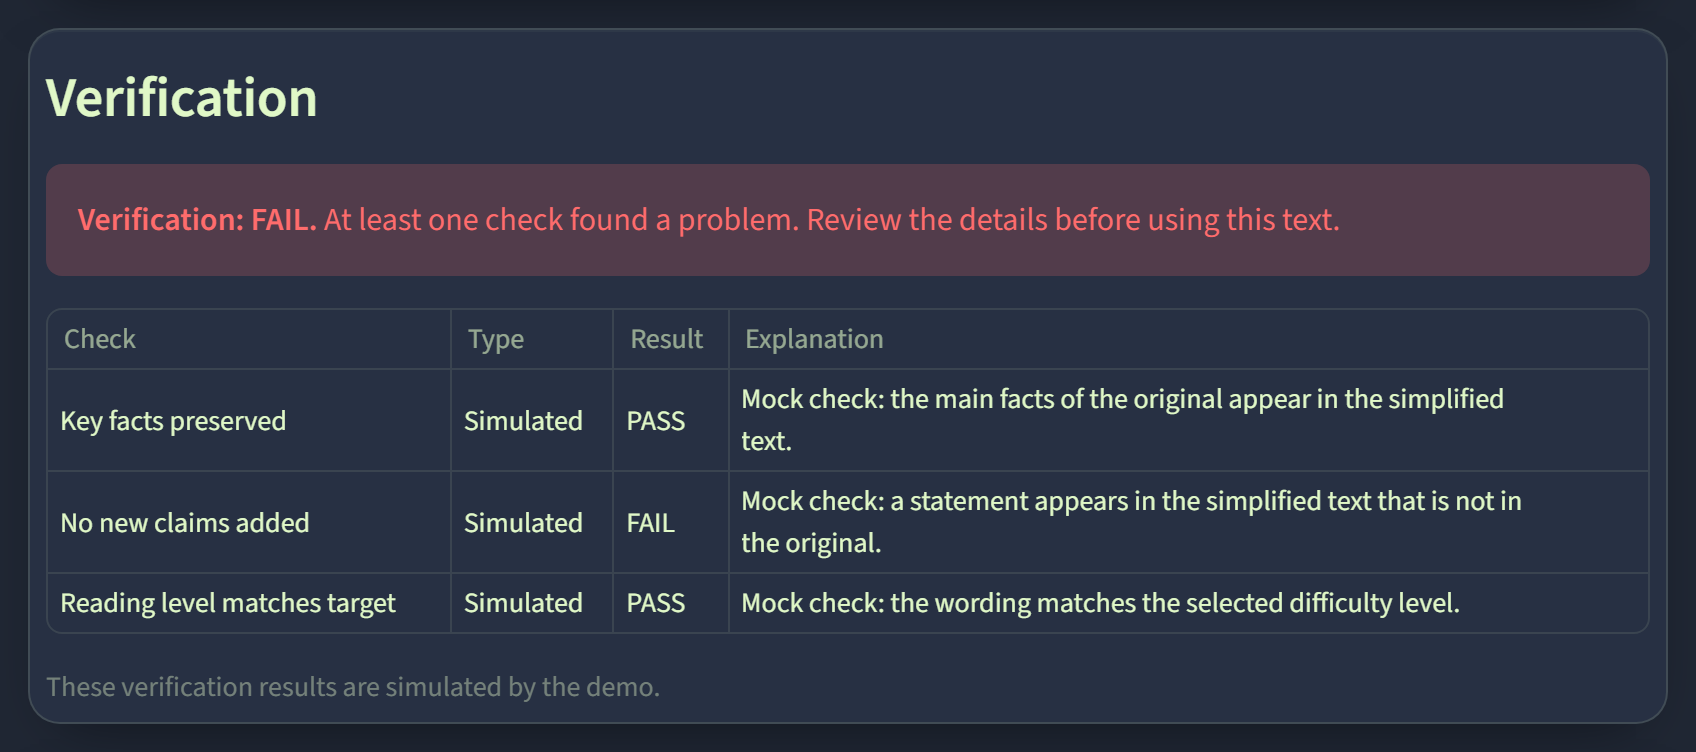 Verification
Verification: FAIL. At least one check found a problem. Review the details before using this text.
Check Type Result Explanation
Key facts preserved Simulated PASS Mock check: the main facts of the original appear in the simplified
text.
No new claims added Simulated FAIL Mock check: a statement appears in the simplified text that is not in
the original.
Reading level matches target Simulated PASS Mock check: the wording matches the selected difficulty level.
These verification results are simulated by the demo.